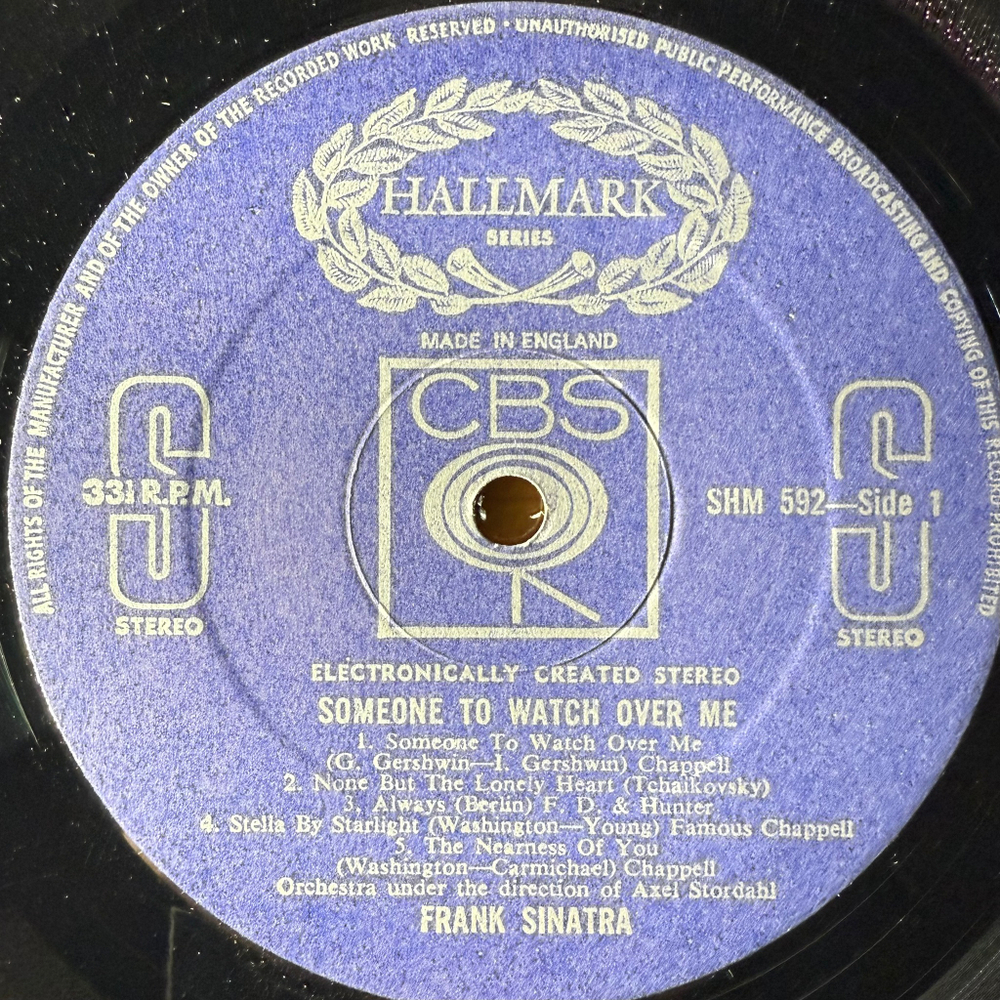 ALL RIGHTS OF THE MANUFACTURER AND OF THE OWNER OF THE RECORDED WORK RESERVED · UNAUTHORISED PUBLIC PERFORMANCE BROADCASTING AND COPYING OF THIS RECORD PROHIBITED
HALLMARK
SERIES
MADE IN ENGLAND
CBS
S
33⅓ R.P.M.
STEREO
S
SHM 592—Side 1
STEREO
ELECTRONICALLY CREATED STEREO
SOMEONE TO WATCH OVER ME
1. Someone To Watch Over Me
(G. Gershwin—I. Gershwin) Chappell
2. None But The Lonely Heart (Tchaikovsky)
3. Always (Berlin) F. D. & Hunter
4. Stella By Starlight (Washington—Young) Famous Chappell
5. The Nearness Of You
(Washington—Carmichael) Chappell
Orchestra under the direction of Axel Stordahl
FRANK SINATRA